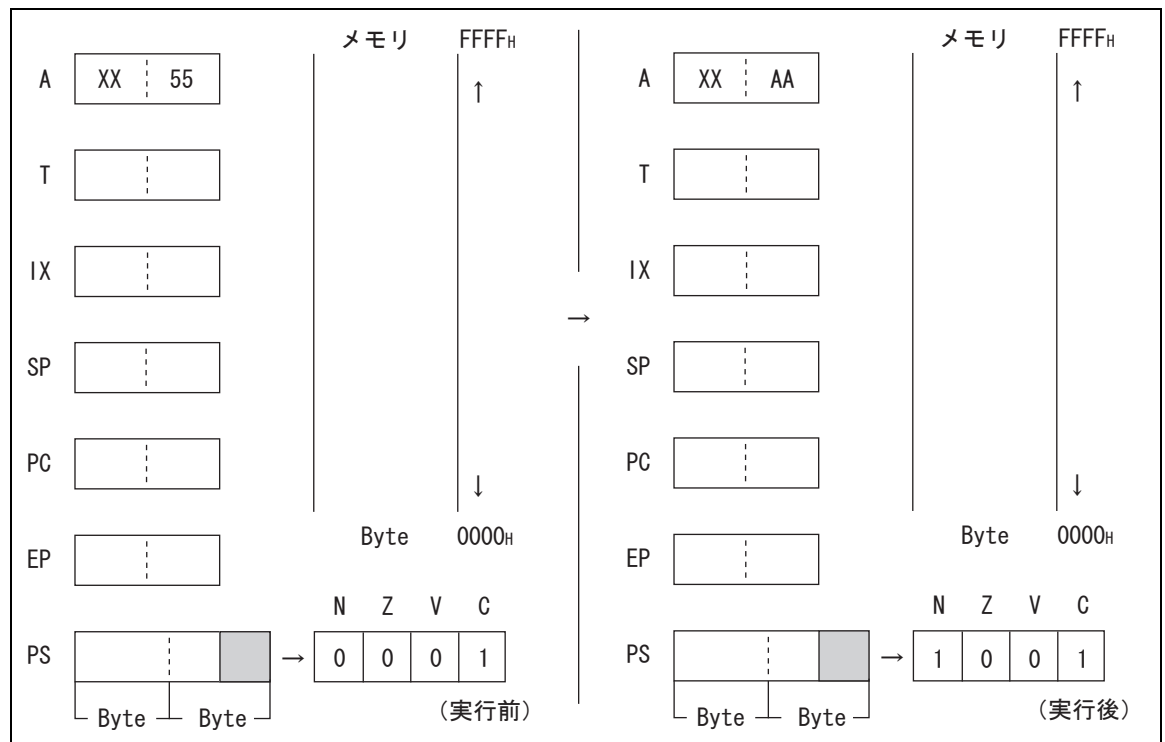 メモリ FFFFH
A XX 55
↑
T
IX
SP
PC
↓
Byte 0000H
EP
N Z V C
PS → 0 0 0 1
Byte Byte (実行前)
→
メモリ FFFFH
A XX AA
↑
T
IX
SP
PC
↓
Byte 0000H
EP
N Z V C
PS → 1 0 0 1
Byte Byte (実行後)